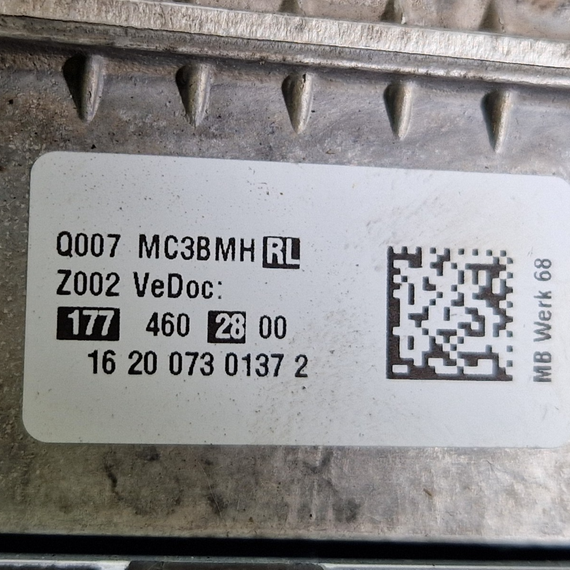 Q007 MC3BMH RL
Z002 VeDoc:
177 460 28 00
16 20 073 0137 2
MB Werk 68